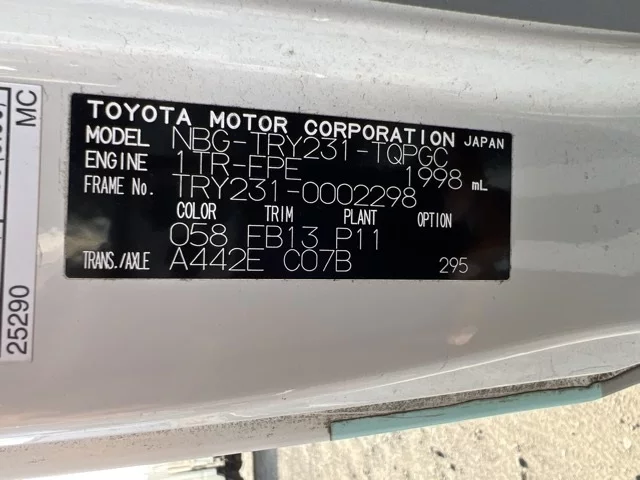 TOYOTA MOTOR CORPORATION JAPAN
MODEL NBG-TRY231-TQPGC
ENGINE 1TR-FPE 1998 mL
FRAME No. TRY231-0002298
COLOR TRIM PLANT OPTION
058 FB13 P11
TRANS./AXLE A442E C07B 295
MC
25290